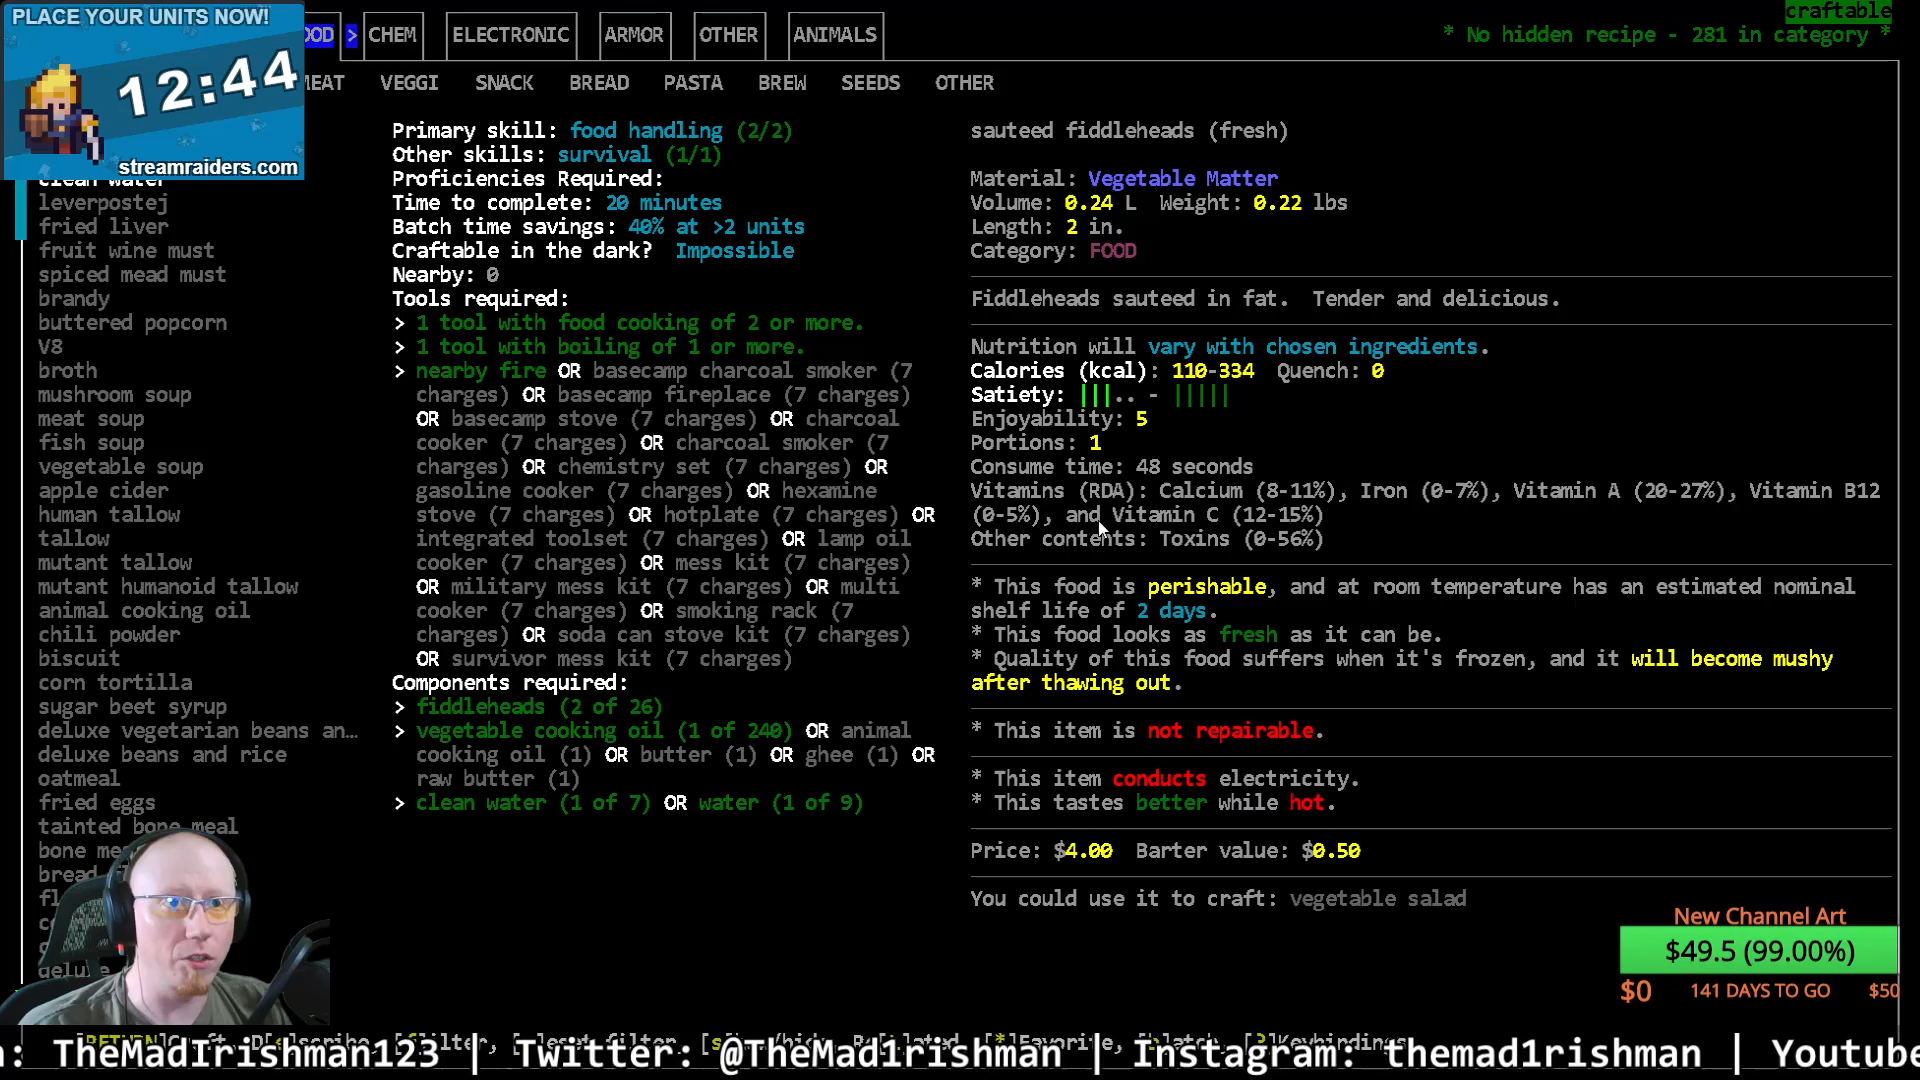 PLACE YOUR UNITS NOW!
12:44
streamraiders.com
OOD > CHEM ELECTRONIC ARMOR OTHER ANIMALS
craftable
* No hidden recipe - 281 in category *
MEAT VEGGI SNACK BREAD PASTA BREW SEEDS OTHER
clean water
leverpostej
fried liver
fruit wine must
spiced mead must
brandy
buttered popcorn
V8
broth
mushroom soup
meat soup
fish soup
vegetable soup
apple cider
human tallow
tallow
mutant tallow
mutant humanoid tallow
animal cooking oil
chili powder
biscuit
corn tortilla
sugar beet syrup
deluxe vegetarian beans an…
deluxe beans and rice
oatmeal
fried eggs
tainted bone meal
bone me
bread
fl
deluxe
Primary skill: food handling (2/2)
Other skills: survival (1/1)
Proficiencies Required:
Time to complete: 20 minutes
Batch time savings: 40% at >2 units
Craftable in the dark? Impossible
Nearby: 0
Tools required:
> 1 tool with food cooking of 2 or more.
> 1 tool with boiling of 1 or more.
> nearby fire OR basecamp charcoal smoker (7
charges) OR basecamp fireplace (7 charges)
OR basecamp stove (7 charges) OR charcoal
cooker (7 charges) OR charcoal smoker (7
charges) OR chemistry set (7 charges) OR
gasoline cooker (7 charges) OR hexamine
stove (7 charges) OR hotplate (7 charges) OR
integrated toolset (7 charges) OR lamp oil
cooker (7 charges) OR mess kit (7 charges)
OR military mess kit (7 charges) OR multi
cooker (7 charges) OR smoking rack (7
charges) OR soda can stove kit (7 charges)
OR survivor mess kit (7 charges)
Components required:
> fiddleheads (2 of 26)
> vegetable cooking oil (1 of 240) OR animal
cooking oil (1) OR butter (1) OR ghee (1) OR
raw butter (1)
> clean water (1 of 7) OR water (1 of 9)
sauteed fiddleheads (fresh)
Material: Vegetable Matter
Volume: 0.24 L Weight: 0.22 lbs
Length: 2 in.
Category: FOOD
Fiddleheads sauteed in fat. Tender and delicious.
Nutrition will vary with chosen ingredients.
Calories (kcal): 110-334 Quench: 0
Satiety: |||.. - |||||
Enjoyability: 5
Portions: 1
Consume time: 48 seconds
Vitamins (RDA): Calcium (8-11%), Iron (0-7%), Vitamin A (20-27%), Vitamin B12
(0-5%), and Vitamin C (12-15%)
Other contents: Toxins (0-56%)
* This food is perishable, and at room temperature has an estimated nominal
shelf life of 2 days.
* This food looks as fresh as it can be.
* Quality of this food suffers when it's frozen, and it will become mushy
after thawing out.
* This item is not repairable.
* This item conducts electricity.
* This tastes better while hot.
Price: $4.00 Barter value: $0.50
You could use it to craft: vegetable salad
New Channel Art
$49.5 (99.00%)
$0 141 DAYS TO GO $50
: TheMadIrishman123 | Twitter: @TheMad1rishman | Instagram: themad1rishman | Youtube